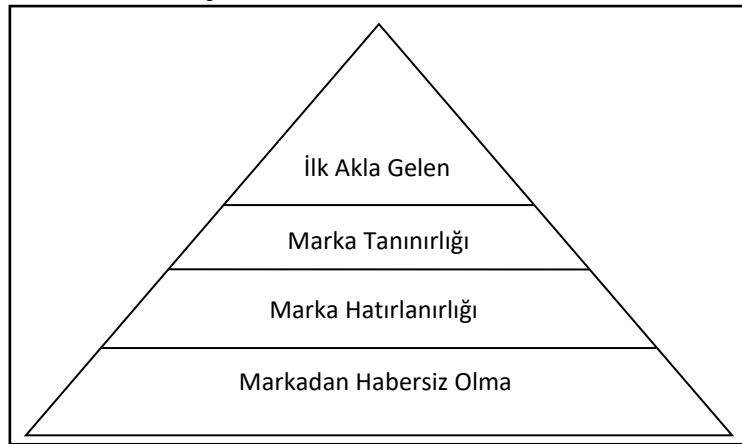 İlk Akla Gelen
Marka Tanınırlığı
Marka Hatırlanırlığı
Markadan Habersiz Olma